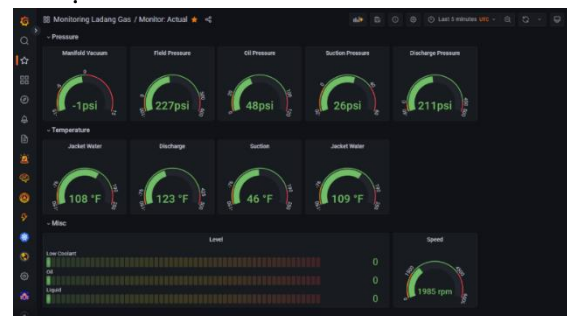 Monitoring Ladang Gas / Monitor: Actual
Last 5 minutes UTC
Pressure
Manifold Vacuum
Field Pressure
Oil Pressure
Suction Pressure
Discharge Pressure
-1psi
227psi
48psi
26psi
211psi
Temperature
Jacket Water
Discharge
Suction
Jacket Water
108 °F
123 °F
46 °F
109 °F
Misc
Level
Speed
Low Coolant
0
Oil
0
Liquid
0
1985 rpm